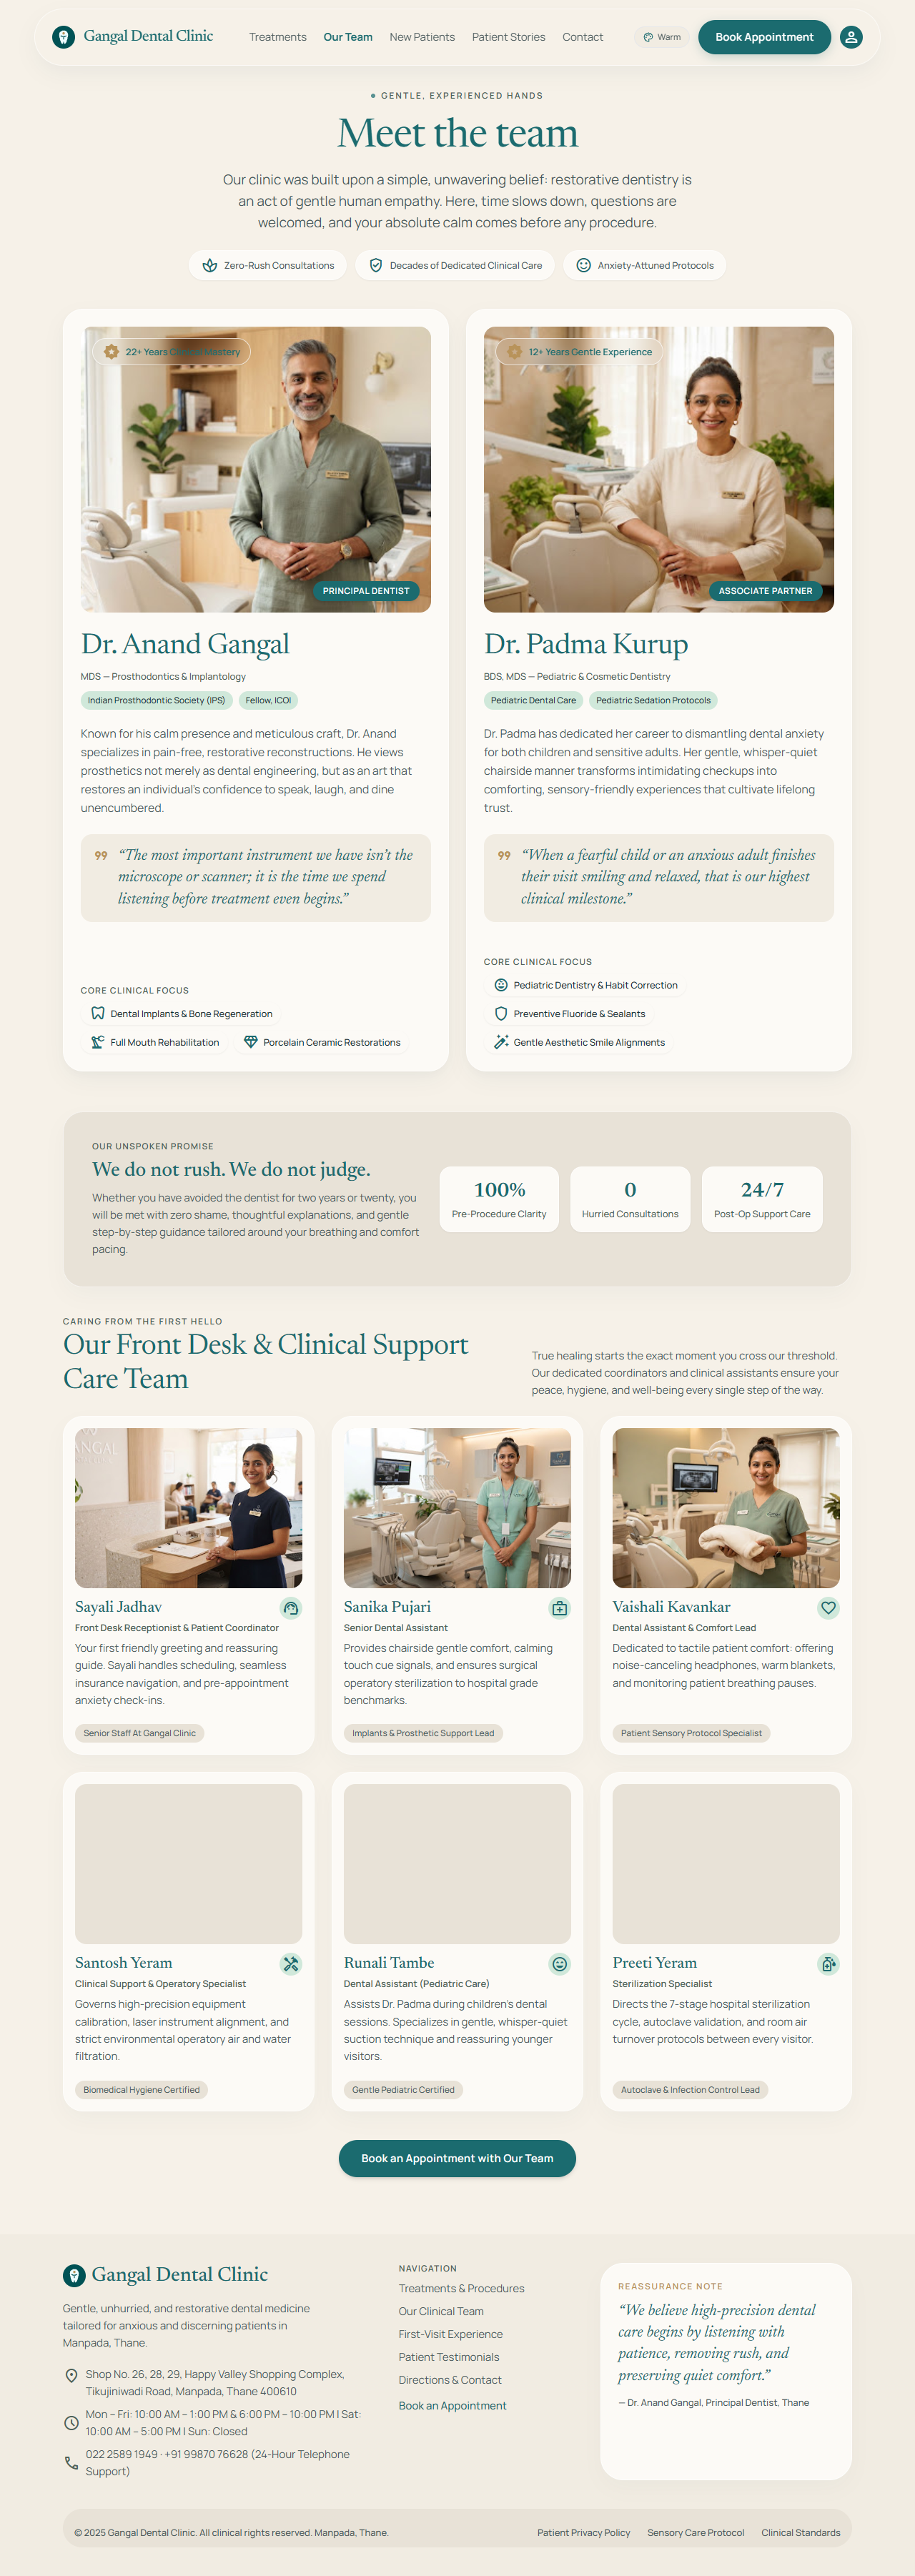 Gangal Dental Clinic
Treatments
Our Team
New Patients
Patient Stories
Contact
Warm
Book Appointment
GENTLE, EXPERIENCED HANDS
Meet the team
Our clinic was built upon a simple, unwavering belief: restorative dentistry is
an act of gentle human empathy. Here, time slows down, questions are
welcomed, and your absolute calm comes before any procedure.
Zero-Rush Consultations
Decades of Dedicated Clinical Care
Anxiety-Attuned Protocols
22+ Years Clinical Mastery
PRINCIPAL DENTIST
Dr. Anand Gangal
MDS — Prosthodontics & Implantology
Indian Prosthodontic Society (IPS)
Fellow, ICOI
Known for his calm presence and meticulous craft, Dr. Anand
specializes in pain-free, restorative reconstructions. He views
prosthetics not merely as dental engineering, but as an art that
restores an individual's confidence to speak, laugh, and dine
unencumbered.
“The most important instrument we have isn’t the
microscope or scanner; it is the time we spend
listening before treatment even begins.”
CORE CLINICAL FOCUS
Dental Implants & Bone Regeneration
Full Mouth Rehabilitation
Porcelain Ceramic Restorations
12+ Years Gentle Experience
ASSOCIATE PARTNER
Dr. Padma Kurup
BDS, MDS — Pediatric & Cosmetic Dentistry
Pediatric Dental Care
Pediatric Sedation Protocols
Dr. Padma has dedicated her career to dismantling dental anxiety
for both children and sensitive adults. Her gentle, whisper-quiet
chairside manner transforms intimidating checkups into
comforting, sensory-friendly experiences that cultivate lifelong
trust.
“When a fearful child or an anxious adult finishes
their visit smiling and relaxed, that is our highest
clinical milestone.”
CORE CLINICAL FOCUS
Pediatric Dentistry & Habit Correction
Preventive Fluoride & Sealants
Gentle Aesthetic Smile Alignments
OUR UNSPOKEN PROMISE
We do not rush. We do not judge.
Whether you have avoided the dentist for two years or twenty, you
will be met with zero shame, thoughtful explanations, and gentle
step-by-step guidance tailored around your breathing and comfort
pacing.
100%
Pre-Procedure Clarity
0
Hurried Consultations
24/7
Post-Op Support Care
CARING FROM THE FIRST HELLO
Our Front Desk & Clinical Support
Care Team
True healing starts the exact moment you cross our threshold.
Our dedicated coordinators and clinical assistants ensure your
peace, hygiene, and well-being every single step of the way.
Sayali Jadhav
Front Desk Receptionist & Patient Coordinator
Your first friendly greeting and reassuring
guide. Sayali handles scheduling, seamless
insurance navigation, and pre-appointment
anxiety check-ins.
Senior Staff At Gangal Clinic
Sanika Pujari
Senior Dental Assistant
Provides chairside gentle comfort, calming
touch cue signals, and ensures surgical
operatory sterilization to hospital grade
benchmarks.
Implants & Prosthetic Support Lead
Vaishali Kavankar
Dental Assistant & Comfort Lead
Dedicated to tactile patient comfort: offering
noise-canceling headphones, warm blankets,
and monitoring patient breathing pauses.
Patient Sensory Protocol Specialist
Santosh Yeram
Clinical Support & Operatory Specialist
Governs high-precision equipment
calibration, laser instrument alignment, and
strict environmental operatory air and water
filtration.
Biomedical Hygiene Certified
Runali Tambe
Dental Assistant (Pediatric Care)
Assists Dr. Padma during children's dental
sessions. Specializes in gentle, whisper-quiet
suction technique and reassuring younger
visitors.
Gentle Pediatric Certified
Preeti Yeram
Sterilization Specialist
Directs the 7-stage hospital sterilization
cycle, autoclave validation, and room air
turnover protocols between every visitor.
Autoclave & Infection Control Lead
Book an Appointment with Our Team
Gangal Dental Clinic
Gentle, unhurried, and restorative dental medicine
tailored for anxious and discerning patients in
Manpada, Thane.
Shop No. 26, 28, 29, Happy Valley Shopping Complex,
Tikujiniwadi Road, Manpada, Thane 400610
Mon – Fri: 10:00 AM – 1:00 PM & 6:00 PM – 10:00 PM | Sat:
10:00 AM – 5:00 PM | Sun: Closed
022 2589 1949 · +91 99870 76628 (24-Hour Telephone
Support)
NAVIGATION
Treatments & Procedures
Our Clinical Team
First-Visit Experience
Patient Testimonials
Directions & Contact
Book an Appointment
REASSURANCE NOTE
“We believe high-precision dental
care begins by listening with
patience, removing rush, and
preserving quiet comfort.”
— Dr. Anand Gangal, Principal Dentist, Thane
© 2025 Gangal Dental Clinic. All clinical rights reserved. Manpada, Thane.
Patient Privacy Policy
Sensory Care Protocol
Clinical Standards